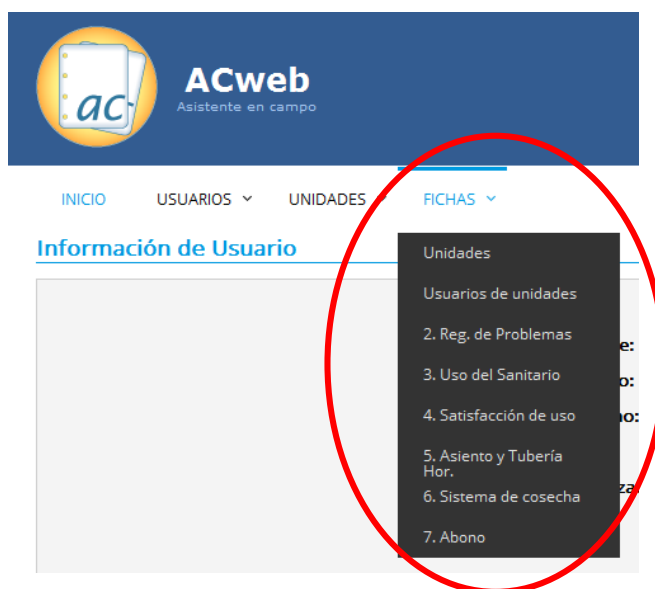 ac
ACweb
Asistente en campo
INICIO USUARIOS UNIDADES FICHAS
Información de Usuario
Unidades
Usuarios de unidades
2. Reg. de Problemas
e:
3. Uso del Sanitario
o:
4. Satisfacción de uso
no:
5. Asiento y Tubería
Hor.
6. Sistema de cosecha
za
7. Abono